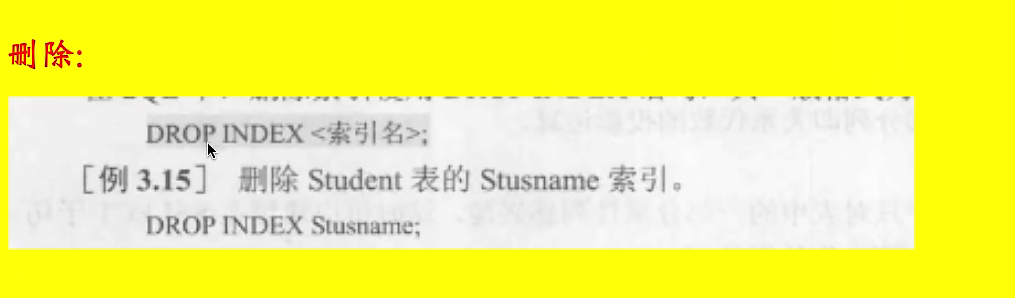 删除:
DROP INDEX <索引名>;
［例 3.15］ 删除 Student 表的 Stusname 索引。
DROP INDEX Stusname;